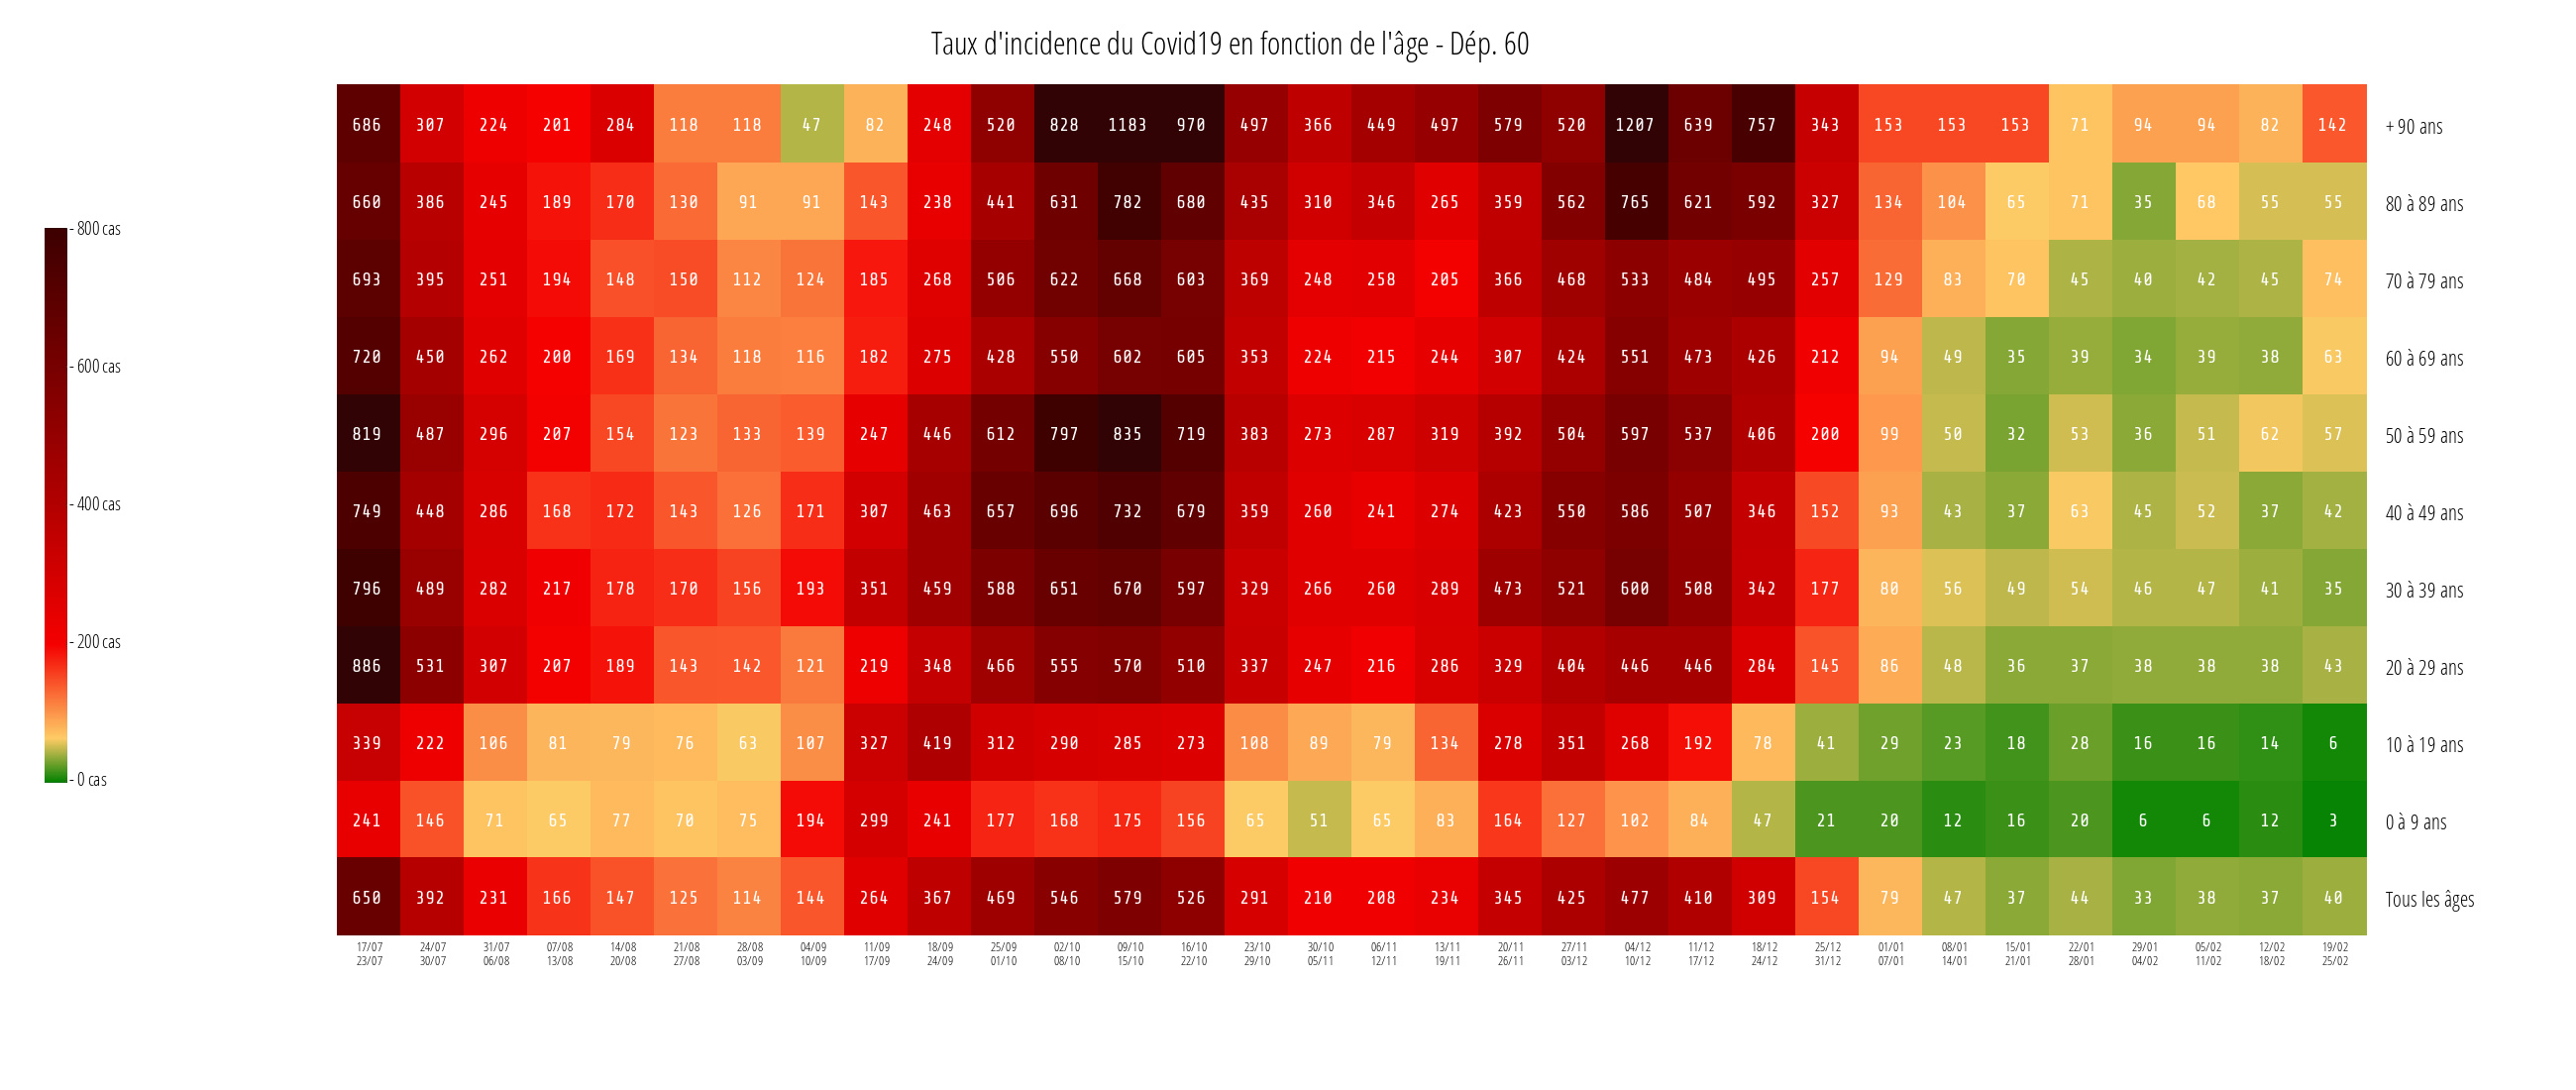 Taux d'incidence du Covid19 en fonction de l'âge - Dép. 60
- 800 cas
- 600 cas
- 400 cas
- 200 cas
- 0 cas
686 307 224 201 284 118 118 47 82 248 520 828 1183 970 497 366 449 497 579 520 1207 639 757 343 153 153 153 71 94 94 82 142 + 90 ans
660 386 245 189 170 130 91 91 143 238 441 631 782 680 435 310 346 265 359 562 765 621 592 327 134 104 65 71 35 68 55 55 80 à 89 ans
693 395 251 194 148 150 112 124 185 268 506 622 668 603 369 248 258 205 366 468 533 484 495 257 129 83 70 45 40 42 45 74 70 à 79 ans
720 450 262 200 169 134 118 116 182 275 428 550 602 605 353 224 215 244 307 424 551 473 426 212 94 49 35 39 34 39 38 63 60 à 69 ans
819 487 296 207 154 123 133 139 247 446 612 797 835 719 383 273 287 319 392 504 597 537 406 200 99 50 32 53 36 51 62 57 50 à 59 ans
749 448 286 168 172 143 126 171 307 463 657 696 732 679 359 260 241 274 423 550 586 507 346 152 93 43 37 63 45 52 37 42 40 à 49 ans
796 489 282 217 178 170 156 193 351 459 588 651 670 597 329 266 260 289 473 521 600 508 342 177 80 56 49 54 46 47 41 35 30 à 39 ans
886 531 307 207 189 143 142 121 219 348 466 555 570 510 337 247 216 286 329 404 446 446 284 145 86 48 36 37 38 38 38 43 20 à 29 ans
339 222 106 81 79 76 63 107 327 419 312 290 285 273 108 89 79 134 278 351 268 192 78 41 29 23 18 28 16 16 14 6 10 à 19 ans
241 146 71 65 77 70 75 194 299 241 177 168 175 156 65 51 65 83 164 127 102 84 47 21 20 12 16 20 6 6 12 3 0 à 9 ans
650 392 231 166 147 125 114 144 264 367 469 546 579 526 291 210 208 234 345 425 477 410 309 154 79 47 37 44 33 38 37 40 Tous les âges
17/07 24/07 31/07 07/08 14/08 21/08 28/08 04/09 11/09 18/09 25/09 02/10 09/10 16/10 23/10 30/10 06/11 13/11 20/11 27/11 04/12 11/12 18/12 25/12 01/01 08/01 15/01 22/01 29/01 05/02 12/02 19/02
23/07 30/07 06/08 13/08 20/08 27/08 03/09 10/09 17/09 24/09 01/10 08/10 15/10 22/10 29/10 05/11 12/11 19/11 26/11 03/12 10/12 17/12 24/12 31/12 07/01 14/01 21/01 28/01 04/02 11/02 18/02 25/02